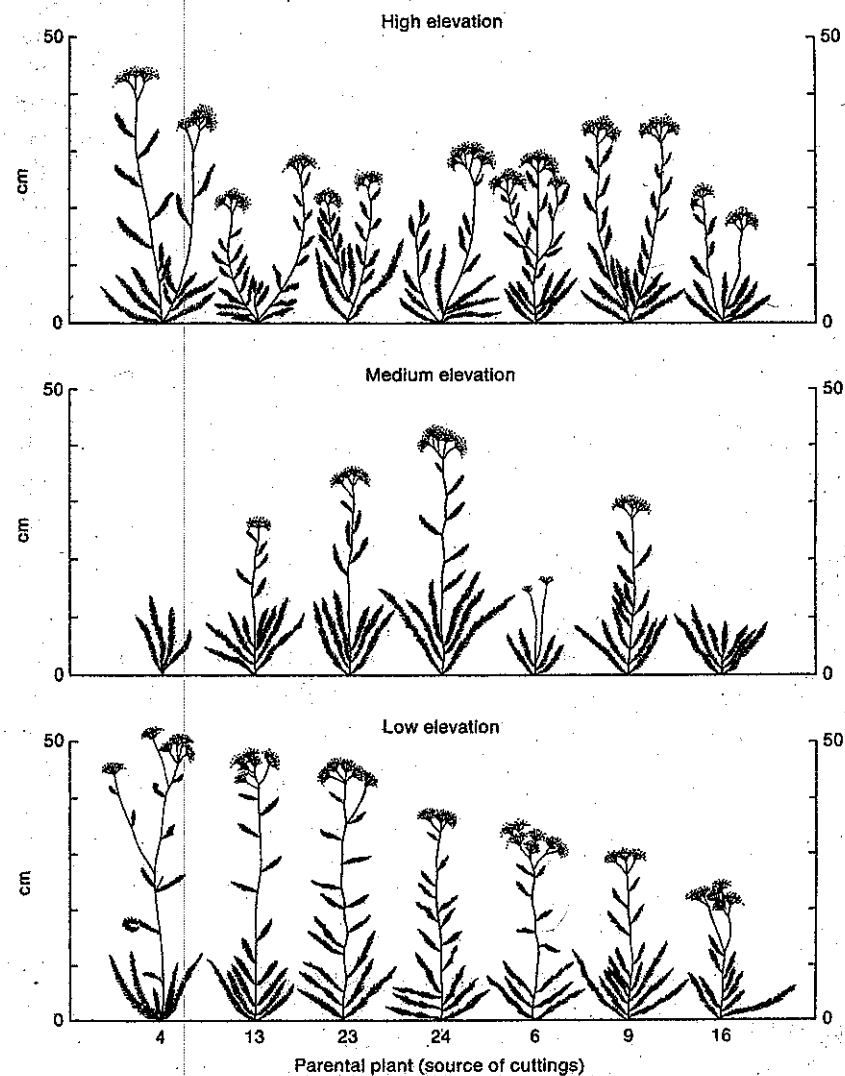 High elevation
50 50
cm
0 0
Medium elevation
50 50
cm
0 0
Low elevation
50 50
cm
0 0
4 13 23 24 6 9 16
Parental plant (source of cuttings)